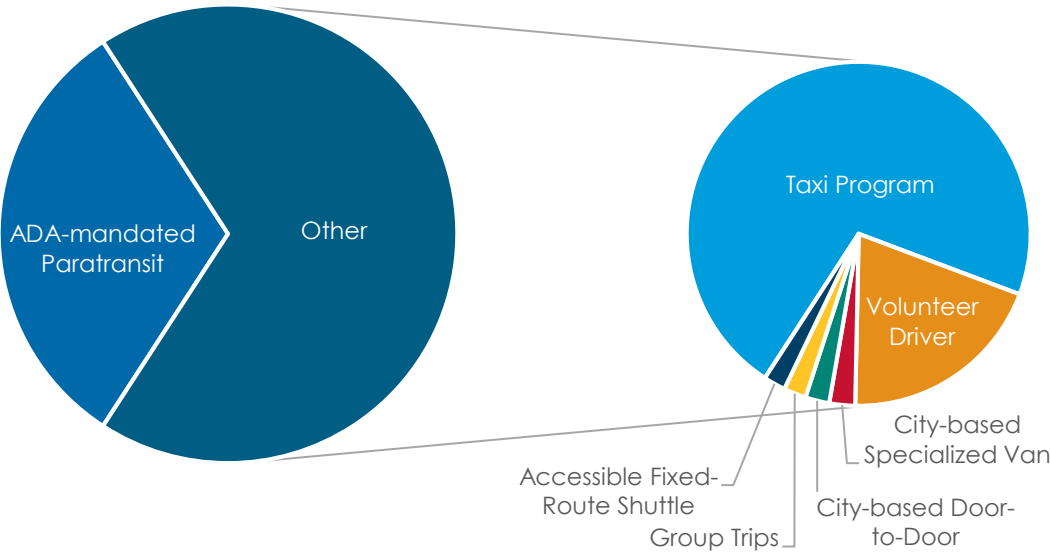 ADA-mandated
Paratransit
Other
Taxi Program
Volunteer
Driver
City-based
Specialized Van
Accessible Fixed-
Route Shuttle
City-based Door-
to-Door
Group Trips